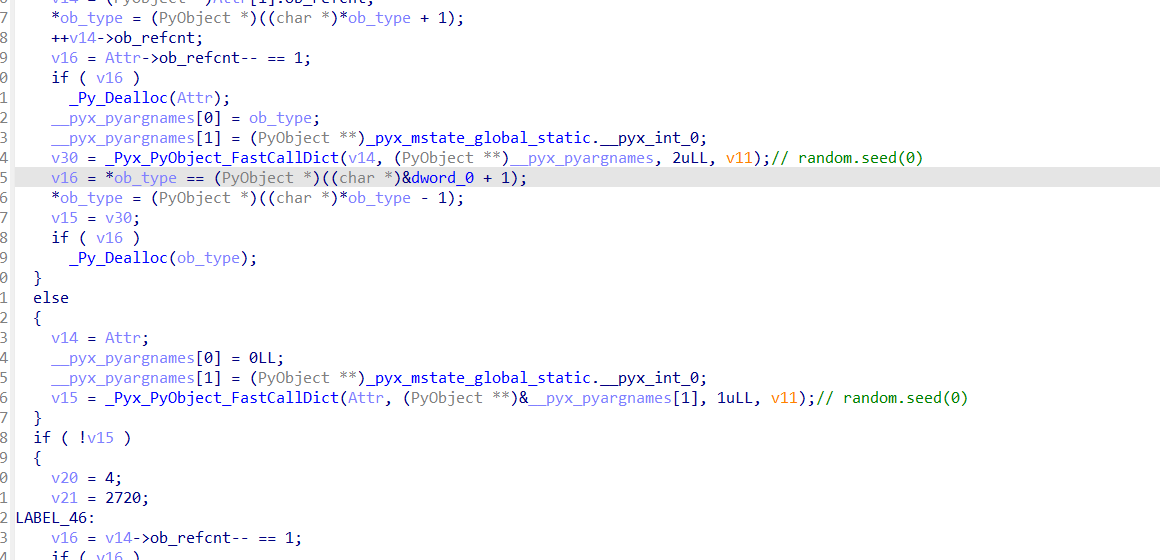 *ob_type = (PyObject *)((char *)*ob_type + 1);
7 ++v14->ob_refcnt;
8 v16 = Attr->ob_refcnt-- == 1;
9 if ( v16 )
0 _Py_Dealloc(Attr);
1 __pyx_pyargnames[0] = ob_type;
2 __pyx_pyargnames[1] = (PyObject **)_pyx_mstate_global_static.__pyx_int_0;
3 v30 = _Pyx_PyObject_FastCallDict(v14, (PyObject **)__pyx_pyargnames, 2uLL, v11);// random.seed(0)
4 v16 = *ob_type == (PyObject *)((char *)&dword_0 + 1);
5 *ob_type = (PyObject *)((char *)*ob_type - 1);
6 v15 = v30;
7 if ( v16 )
8 _Py_Dealloc(ob_type);
9 }
0 else
1 {
2 v14 = Attr;
3 __pyx_pyargnames[0] = 0LL;
4 __pyx_pyargnames[1] = (PyObject **)_pyx_mstate_global_static.__pyx_int_0;
5 v15 = _Pyx_PyObject_FastCallDict(Attr, (PyObject **)&__pyx_pyargnames[1], 1uLL, v11);// random.seed(0)
6 }
7 if ( !v15 )
8 {
9 v20 = 4;
0 v21 = 2720;
1 LABEL_46:
2 v16 = v14->ob_refcnt-- == 1;
3 if ( v16 )